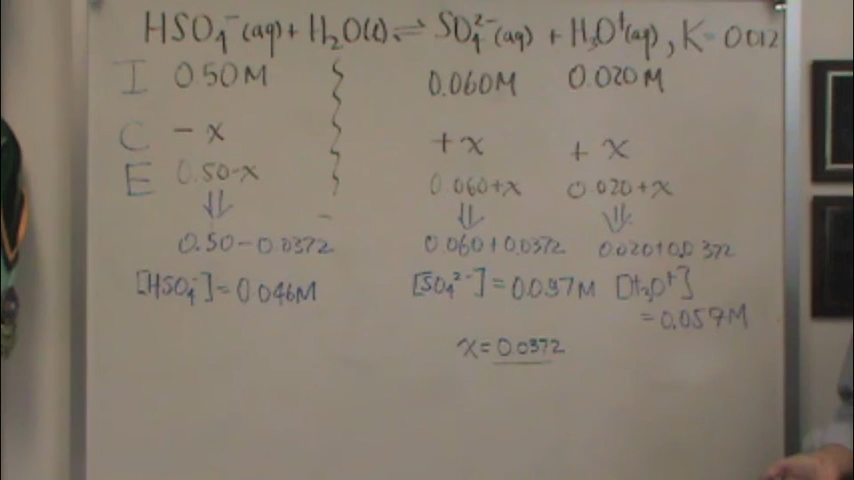 HSO₄⁻(aq) + H₂O(l) ⇌ SO₄²⁻(aq) + H₃O⁺(aq), K = 0.012
I 0.50M 0.060M 0.020M
C - x + x + x
E 0.50-x 0.060+x 0.020+x
⇓ ⇓ ⇓
0.50-0.0372 0.060+0.0372 0.020+0.0372
[HSO₄⁻]=0.046M [SO₄²⁻]=0.097M [H₃O⁺]
=0.057M
x=0.0372